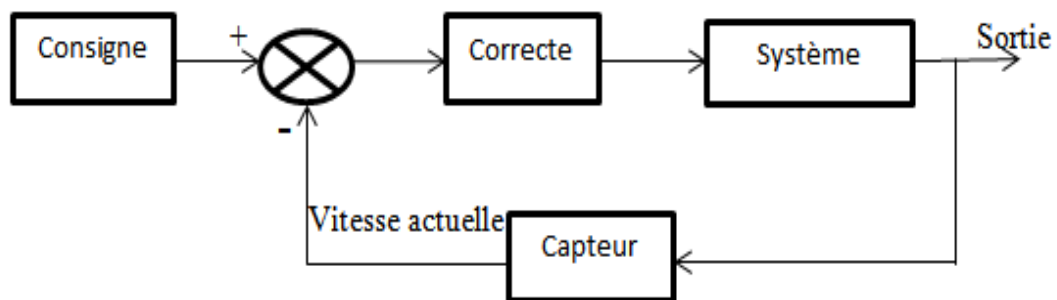 Consigne
+
Correcte
Système
Sortie
-
Vitesse actuelle
Capteur